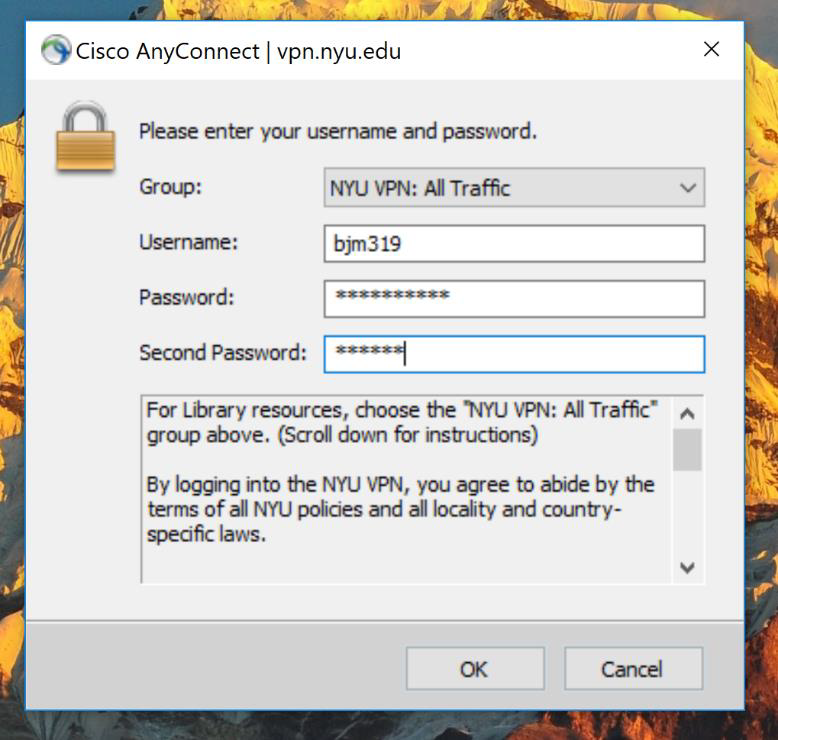 Cisco AnyConnect | vpn.nyu.edu
Please enter your username and password.
Group: NYU VPN: All Traffic
Username: bjm319
Password: **********
Second Password: ******
For Library resources, choose the "NYU VPN: All Traffic"
group above. (Scroll down for instructions)
By logging into the NYU VPN, you agree to abide by the
terms of all NYU policies and all locality and country-
specific laws.
OK Cancel